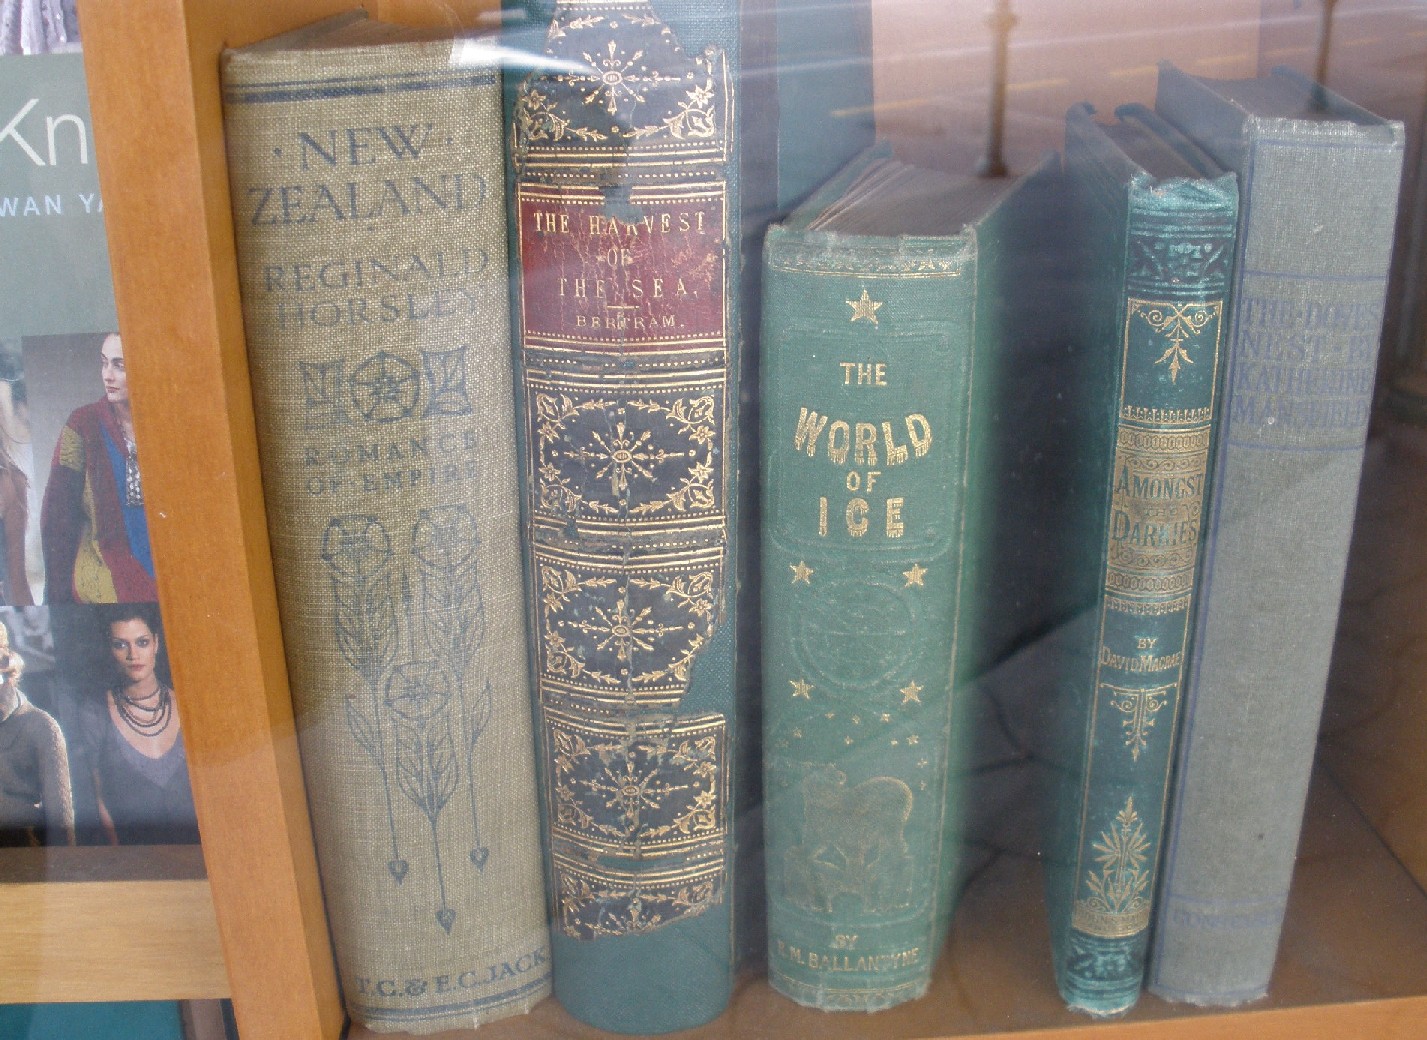 Kn
WAN YA
· NEW ·
ZEALAND
REGINALD
HORSLEY
ROMANCE
OF EMPIRE
T.C. & E.C. JACK
THE HARVEST
OF
THE SEA.
BERTRAM.
THE
WORLD
OF
ICE
BY
R.M. BALLANTYNE
AMONGST
THE
DARKIES
BY
DAVID MACRAE
THE DOVES'
NEST BY
KATHERINE
MANSFIELD